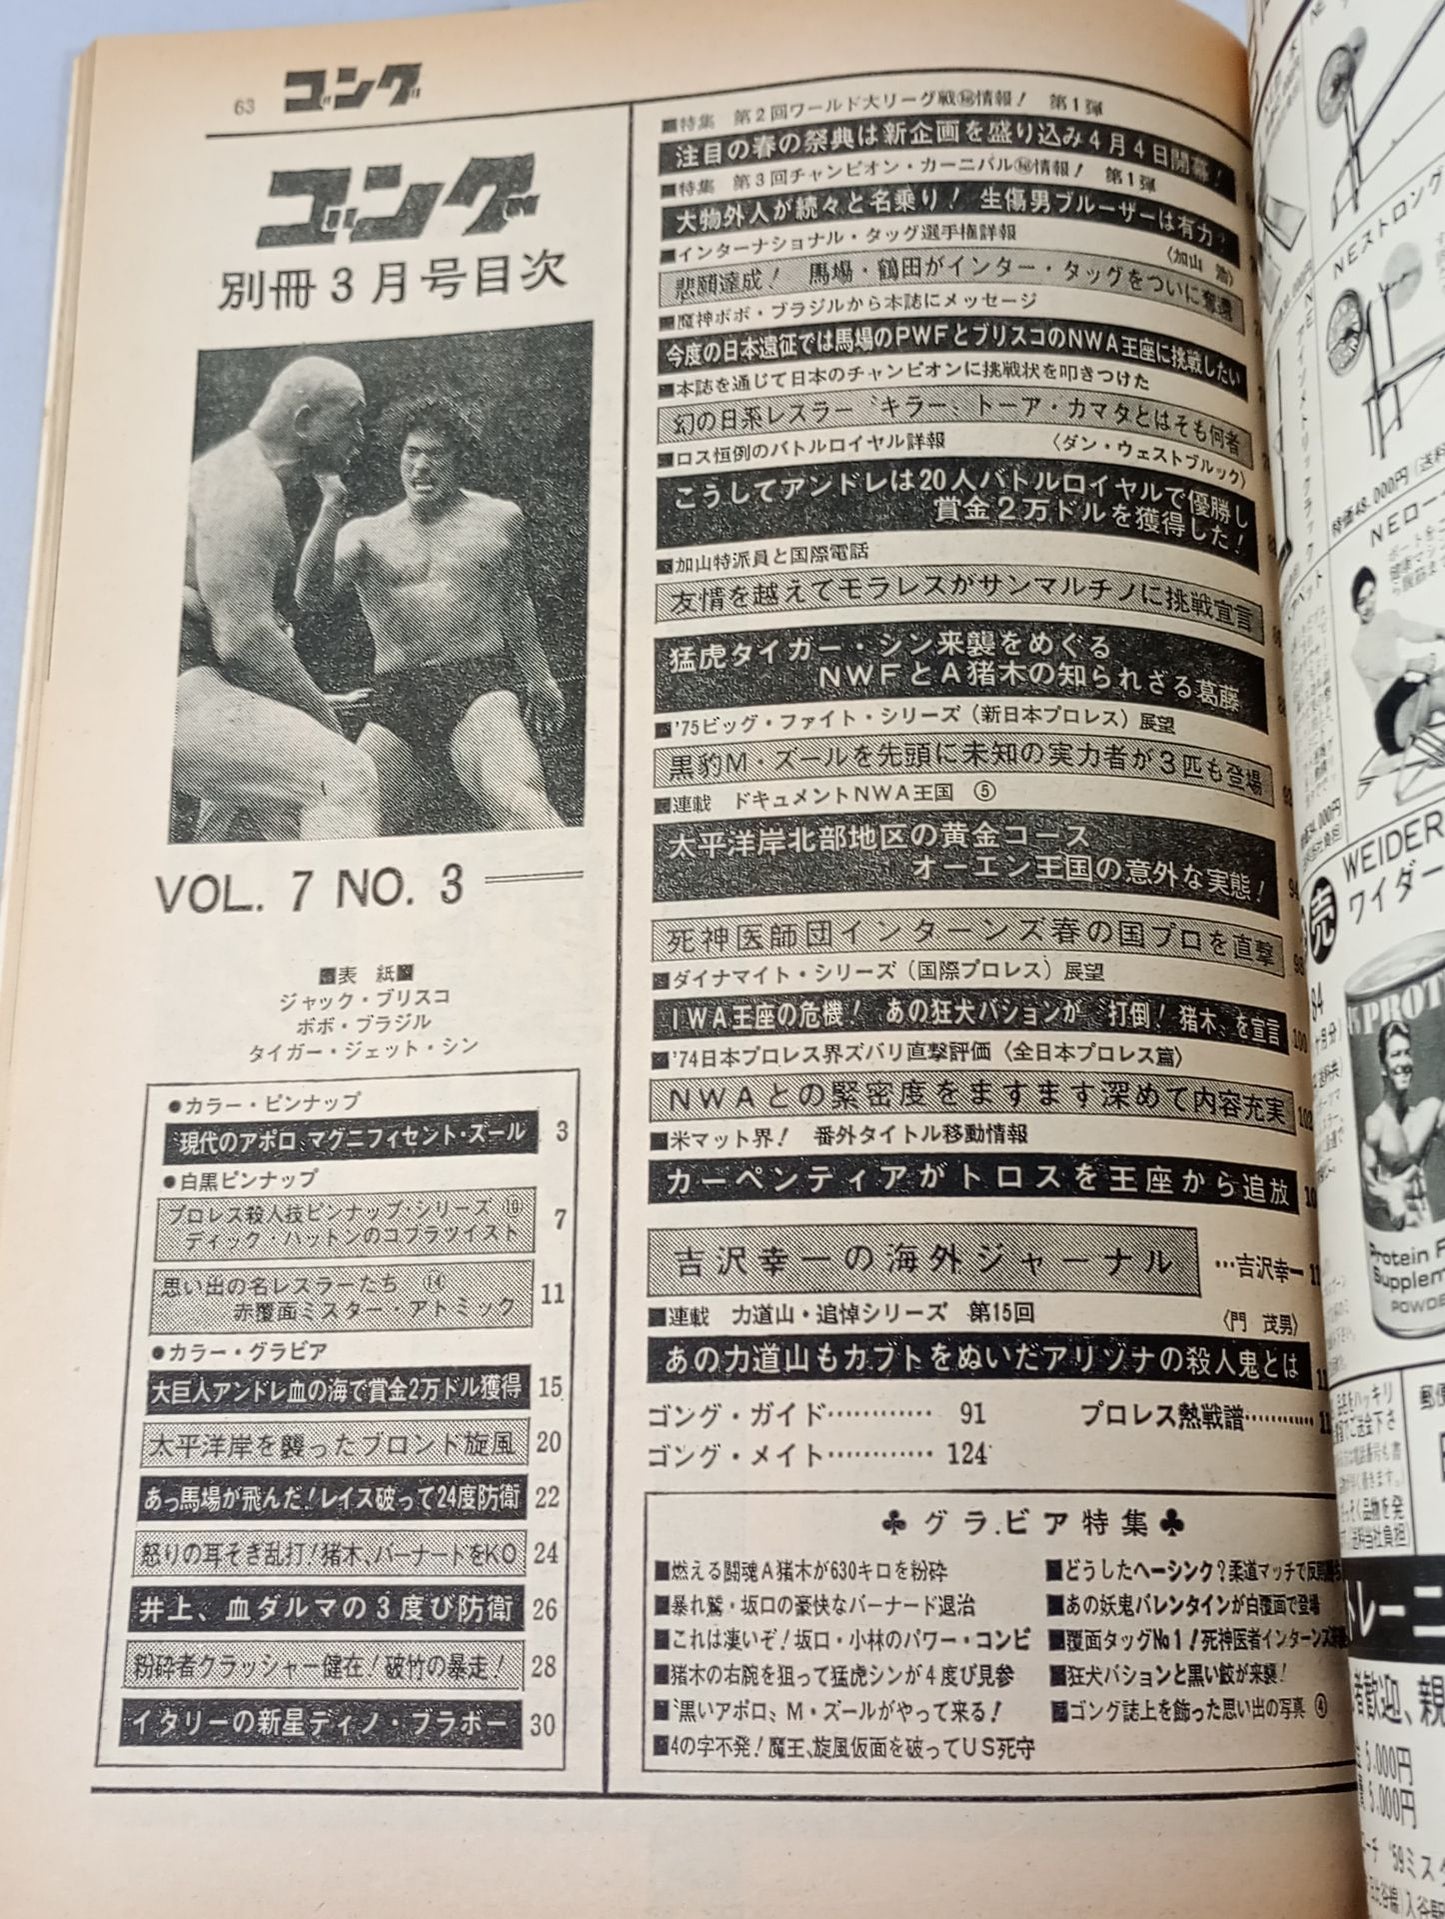 63 ゴング
ゴング
別冊3月号目次
VOL. 7 NO. 3
■表 紙■
ジャック・ブリスコ
ボボ・ブラジル
タイガー・ジェット・シン
●カラー・ピンナップ
現代のアポロ、マグニフィセント・ズール 3
●白黒ピンナップ
プロレス殺人技ピンナップ・シリーズ ⑩
ディック・ハットンのコブラツイスト 7
思い出の名レスラーたち ⑭
赤覆面ミスター・アトミック 11
●カラー・グラビア
大巨人アンドレ血の海で賞金2万ドル獲得 15
太平洋岸を襲ったブロンド旋風 20
あっ馬場が飛んだ!レイス破って24度防衛 22
怒りの耳そぎ乱打!猪木、バーナードをKO 24
井上、血ダルマの3度び防衛 26
粉砕者クラッシャー健在!破竹の暴走! 28
イタリーの新星ティノ・ブラボー 30
■特集 第2回ワールド大リーグ戦㊙情報! 第1弾
注目の春の祭典は新企画を盛り込み4月4日開幕!
■特集 第3回チャンピオン・カーニバル㊙情報! 第1弾
大物外人が続々と名乗り! 生傷男ブルーザーは有力?
■インターナショナル・タッグ選手権詳報 〈加山
悲願達成! 馬場・鶴田がインター・タッグをついに奪還
■魔神ボボ・ブラジルから本誌にメッセージ
今度の日本遠征では馬場のPWFとブリスコのNWA王座に挑戦したい
■本誌を通じて日本のチャンピオンに挑戦状を叩きつけた
幻の日系レスラー〝キラー〟トーア・カマタとはそも何者
■ロス恒例のバトルロイヤル詳報 〈ダン・ウェストブルック〉
こうしてアンドレは20人バトルロイヤルで優勝し
賞金2万ドルを獲得した!
■加山特派員と国際電話
友情を越えてモラレスがサンマルチノに挑戦宣言
猛虎タイガー・シン来襲をめぐる
NWFとA猪木の知られざる葛藤
■'75ビッグ・ファイト・シリーズ(新日本プロレス)展望
黒豹M・ズールを先頭に未知の実力者が3匹も登場
■連載 ドキュメントNWA王国 ⑤
太平洋岸北部地区の黄金コース
オーエン王国の意外な実態! 94
死神医師団インターンズ春の国プロを直撃
■ダイナマイト・シリーズ(国際プロレス)展望
IWA王座の危機! あの狂犬バションが〝打倒!猪木〟を宣言 100
■'74日本プロレス界ズバリ直撃評価〈全日本プロレス篇〉
NWAとの緊密度をますます深めて内容充実 102
■米マット界! 番外タイトル移動情報
カーペンティアがトロスを王座から追放
吉沢幸一の海外ジャーナル …吉沢幸一
■連載 力道山・追悼シリーズ 第15回 〈門 茂男〉
あの力道山もカブトをぬいだアリゾナの殺人鬼とは
ゴング・ガイド………… 91 プロレス熱戦譜…………
ゴング・メイト………… 124
♣グラビア特集♣
■燃える闘魂A猪木が630キロを粉砕
■暴れ鷲・坂口の豪快なバーナード退治
■これは凄いぞ!坂口・小林のパワー・コンビ
■猪木の右腕を狙って猛虎シンが4度び見参
■〝黒いアポロ〟M・ズールがやって来る!
■4の字不発!魔王、旋風仮面を破ってUS死守
■どうしたヘーシンク?柔道マッチで反則
■あの妖鬼バレンタインが白覆面で登場
■覆面タッグNo1!死神医者インターンズ
■狂犬バションと黒い鮫が来襲!
■ゴング誌上を飾った思い出の写真 ④
NEストロング
特価48,000円(送料
NEロー
WEIDER
ワイダー
売
PROT
Protein
Supplem
POWDE
トレーニ
者歓迎、親
5,000円
5,000円
'59ミス